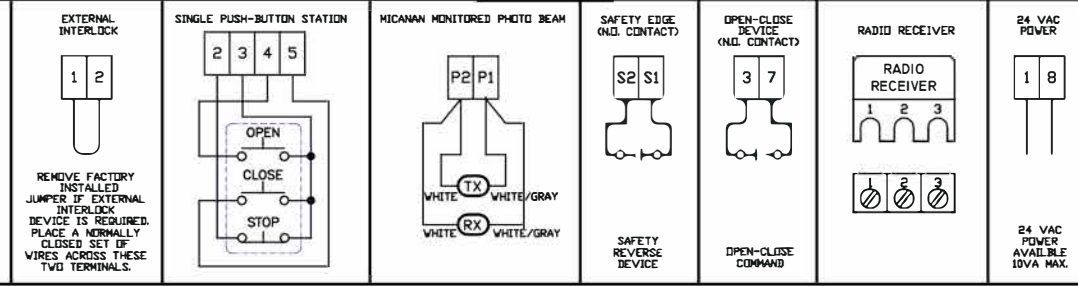 EXTERNAL
INTERLOCK
1 2
REMOVE FACTORY
INSTALLED
JUMPER IF EXTERNAL
INTERLOCK
DEVICE IS REQUIRED.
PLACE A NORMALLY
CLOSED SET OF
WIRES ACROSS THESE
TWO TERMINALS.
SINGLE PUSH-BUTTON STATION
2 3 4 5
OPEN
CLOSE
STOP
MICANAN MONITORED PHOTO BEAM
P2 P1
WHITE TX WHITE/GRAY
WHITE RX WHITE/GRAY
SAFETY EDGE
(N.O. CONTACT)
S2 S1
SAFETY
REVERSE
DEVICE
OPEN-CLOSE
DEVICE
(N.O. CONTACT)
3 7
OPEN-CLOSE
COMMAND
RADIO RECEIVER
RADIO
RECEIVER
1 2 3
1 2 3
24 VAC
POWER
1 8
24 VAC
POWER
AVAILBLE
10VA MAX.